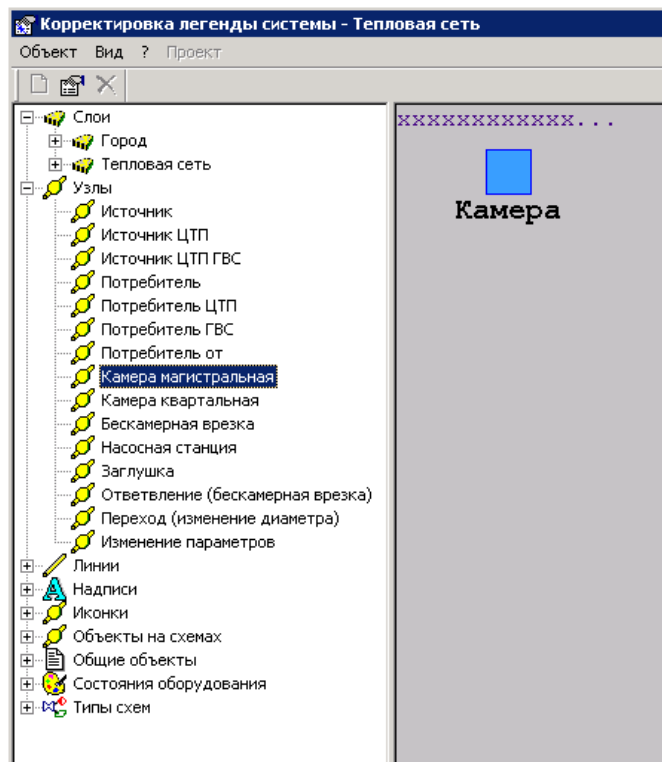 Корректировка легенды системы - Тепловая сеть
Объект Вид ? Проект
Слои
Город
Тепловая сеть
Узлы
Источник
Источник ЦТП
Источник ЦТП ГВС
Потребитель
Потребитель ЦТП
Потребитель ГВС
Потребитель от
Камера магистральная
Камера квартальная
Бескамерная врезка
Насосная станция
Заглушка
Ответвление (бескамерная врезка)
Переход (изменение диаметра)
Изменение параметров
Линии
Надписи
Иконки
Объекты на схемах
Общие объекты
Состояния оборудования
Типы схем
xxxxxxxxxxxx...
Камера